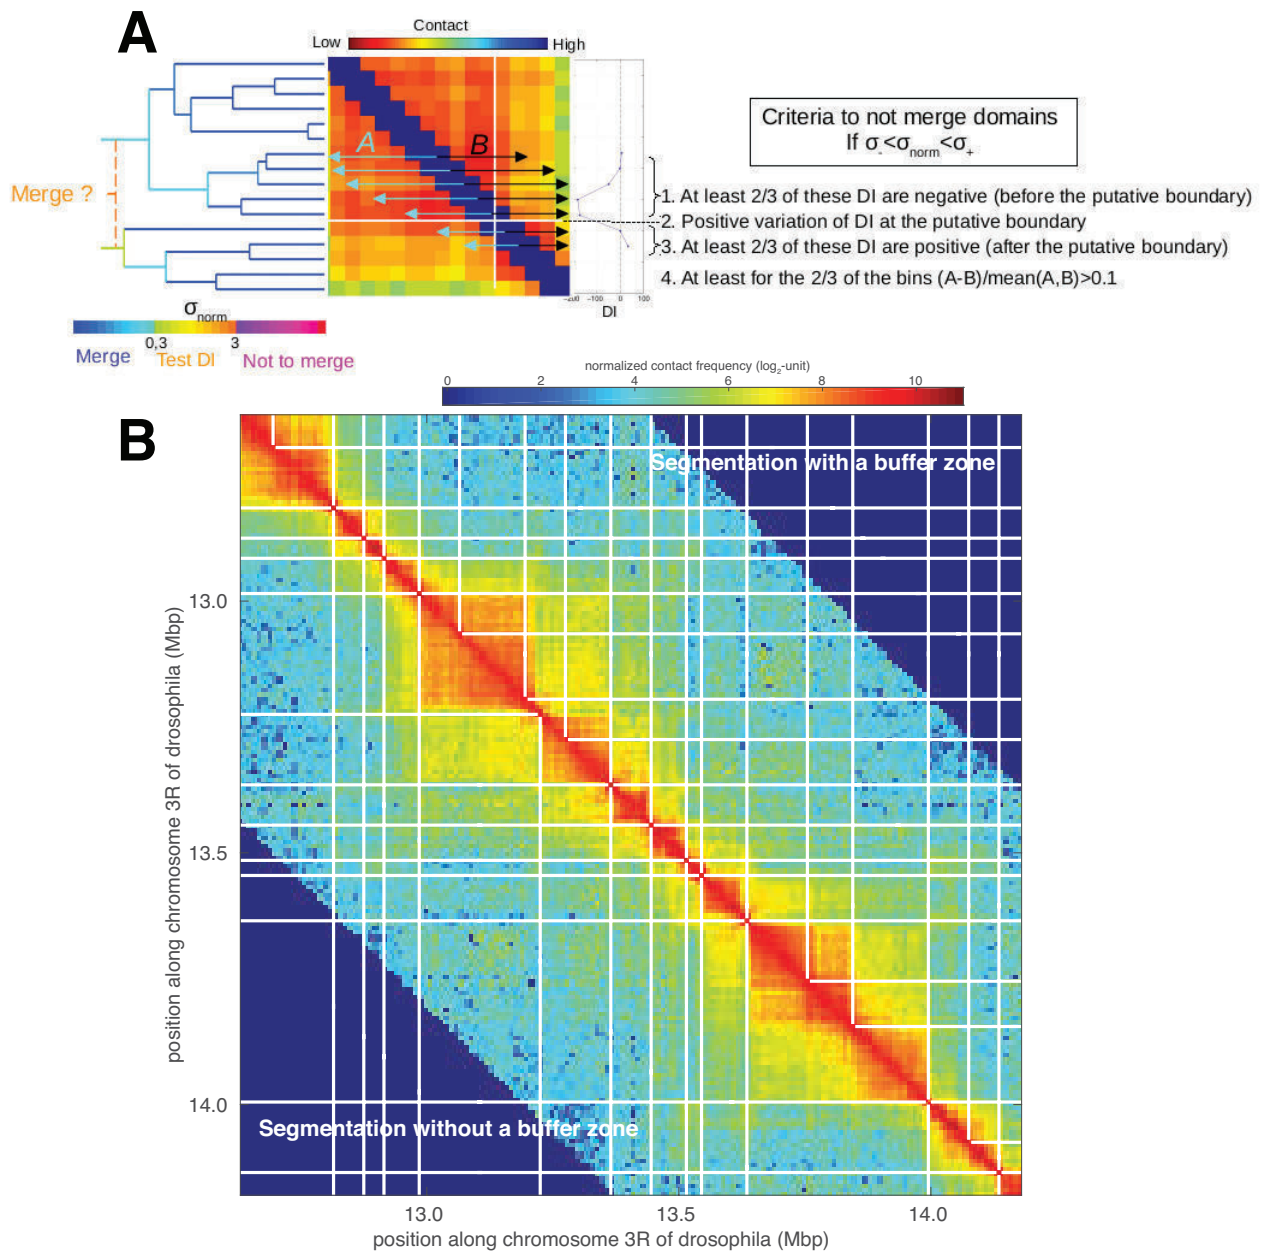 A
Contact
Low
High
Criteria to not merge domains
If σ-<σnorm<σ+
A
B
Merge ?
1. At least 2/3 of these DI are negative (before the putative boundary)
2. Positive variation of DI at the putative boundary
3. At least 2/3 of these DI are positive (after the putative boundary)
4. At least for the 2/3 of the bins (A-B)/mean(A,B)>0.1
-200 -100 0 100
DI
σnorm
0,3
3
Merge
Test DI
Not to merge
normalized contact frequency (log2-unit)
0 2 4 6 8 10
B
Segmentation with a buffer zone
13.0
13.5
14.0
position along chromosome 3R of drosophila (Mbp)
Segmentation without a buffer zone
13.0 13.5 14.0
position along chromosome 3R of drosophila (Mbp)